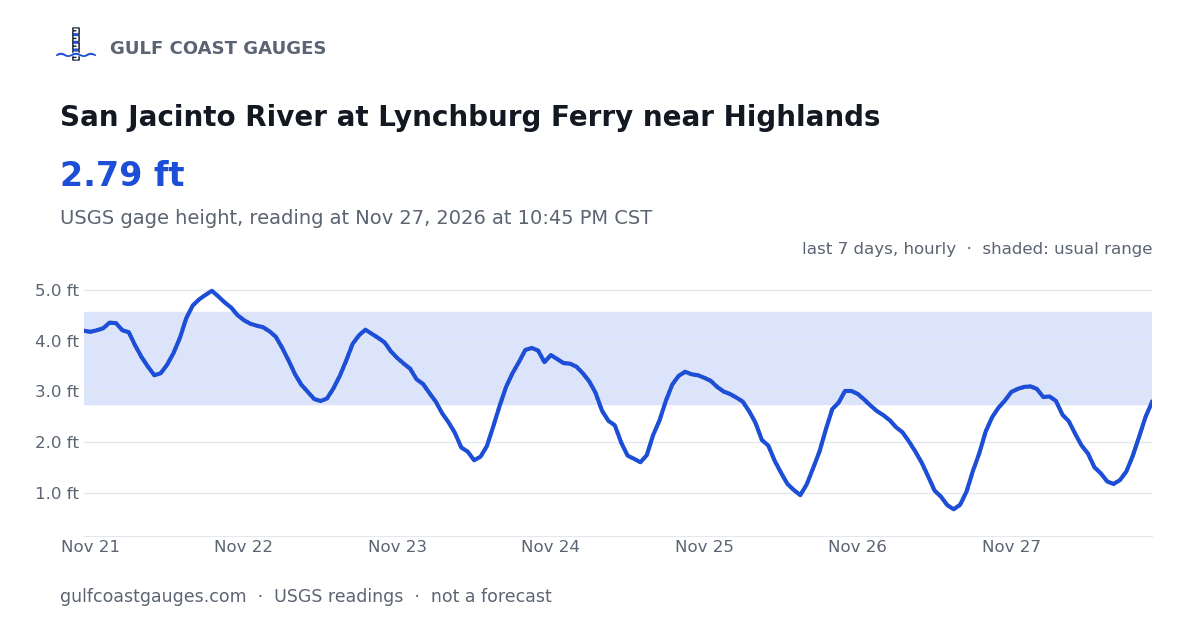 GULF COAST GAUGES
San Jacinto River at Lynchburg Ferry near Highlands
2.79 ft
USGS gage height, reading at Nov 27, 2026 at 10:45 PM CST
last 7 days, hourly · shaded: usual range
5.0 ft
4.0 ft
3.0 ft
2.0 ft
1.0 ft
Nov 21 Nov 22 Nov 23 Nov 24 Nov 25 Nov 26 Nov 27
gulfcoastgauges.com · USGS readings · not a forecast